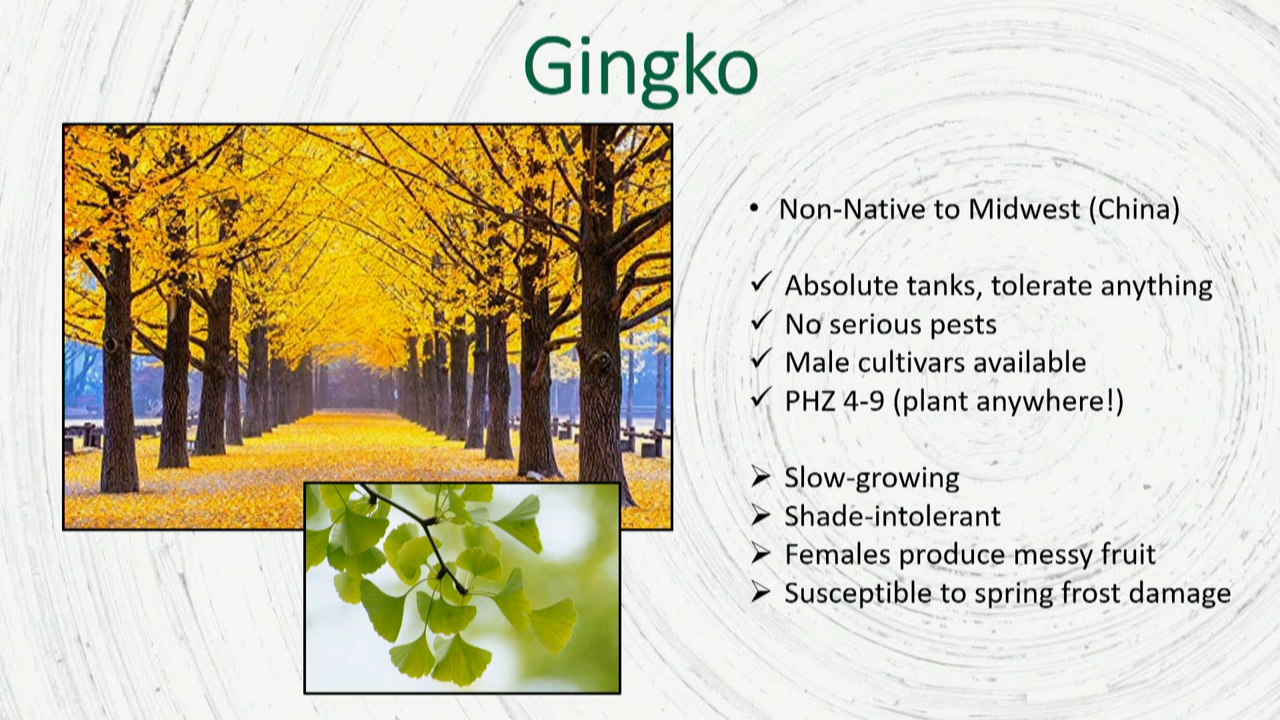 Gingko
• Non-Native to Midwest (China)
✓ Absolute tanks, tolerate anything
✓ No serious pests
✓ Male cultivars available
✓ PHZ 4-9 (plant anywhere!)
➢ Slow-growing
➢ Shade-intolerant
➢ Females produce messy fruit
➢ Susceptible to spring frost damage